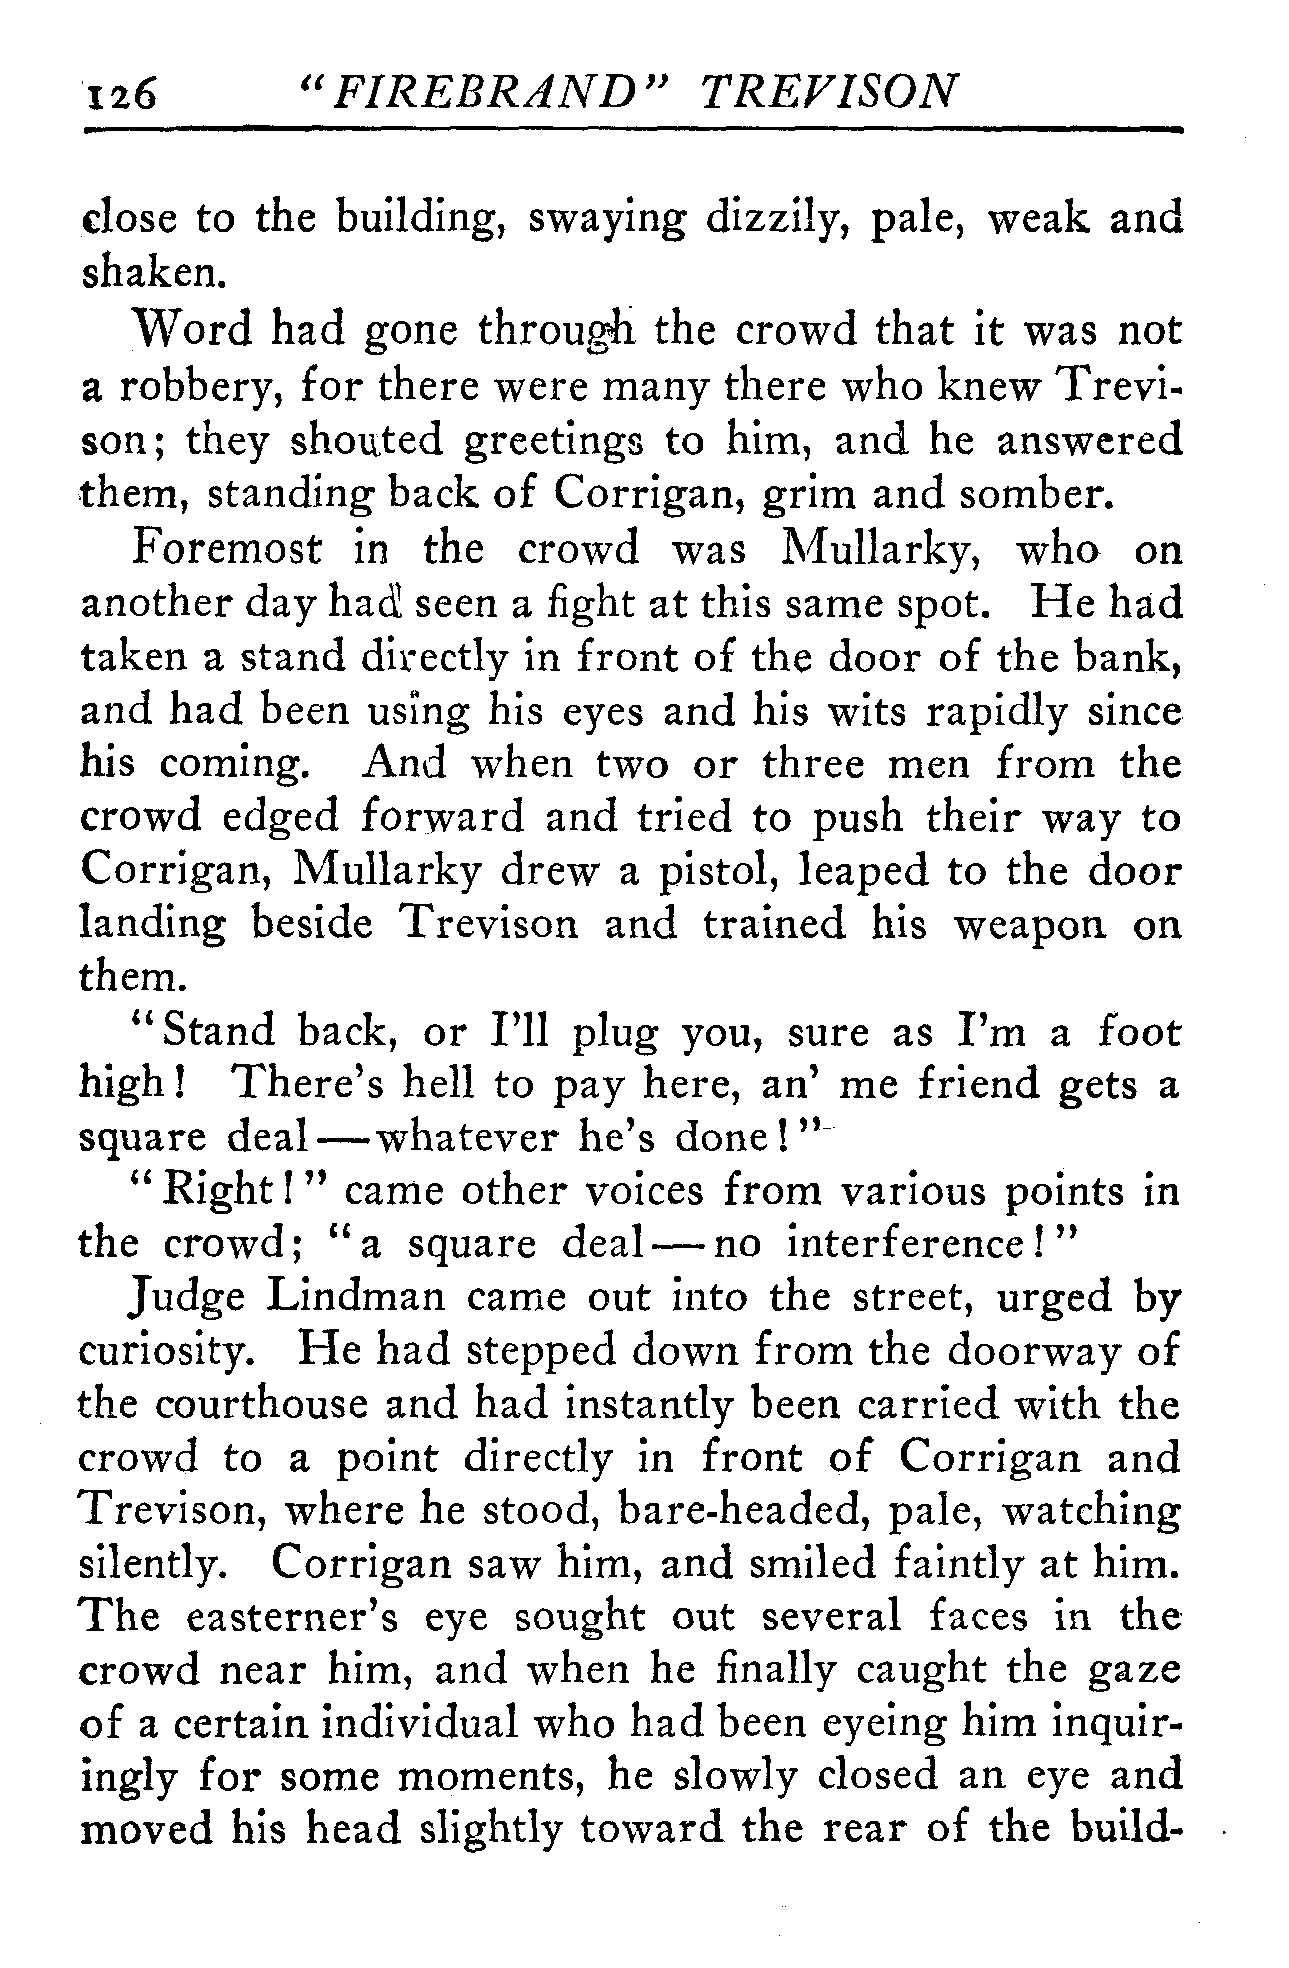 126 "FIREBRAND" TREVISON
close to the building, swaying dizzily, pale, weak and
shaken.
Word had gone through the crowd that it was not
a robbery, for there were many there who knew Trevi-
son; they shouted greetings to him, and he answered
them, standing back of Corrigan, grim and somber.
Foremost in the crowd was Mullarky, who on
another day had seen a fight at this same spot. He had
taken a stand directly in front of the door of the bank,
and had been using his eyes and his wits rapidly since
his coming. And when two or three men from the
crowd edged forward and tried to push their way to
Corrigan, Mullarky drew a pistol, leaped to the door
landing beside Trevison and trained his weapon on
them.
"Stand back, or I'll plug you, sure as I'm a foot
high! There's hell to pay here, an' me friend gets a
square deal—whatever he's done!"
"Right!" came other voices from various points in
the crowd; "a square deal—no interference!"
Judge Lindman came out into the street, urged by
curiosity. He had stepped down from the doorway of
the courthouse and had instantly been carried with the
crowd to a point directly in front of Corrigan and
Trevison, where he stood, bare-headed, pale, watching
silently. Corrigan saw him, and smiled faintly at him.
The easterner's eye sought out several faces in the
crowd near him, and when he finally caught the gaze
of a certain individual who had been eyeing him inquir-
ingly for some moments, he slowly closed an eye and
moved his head slightly toward the rear of the build-